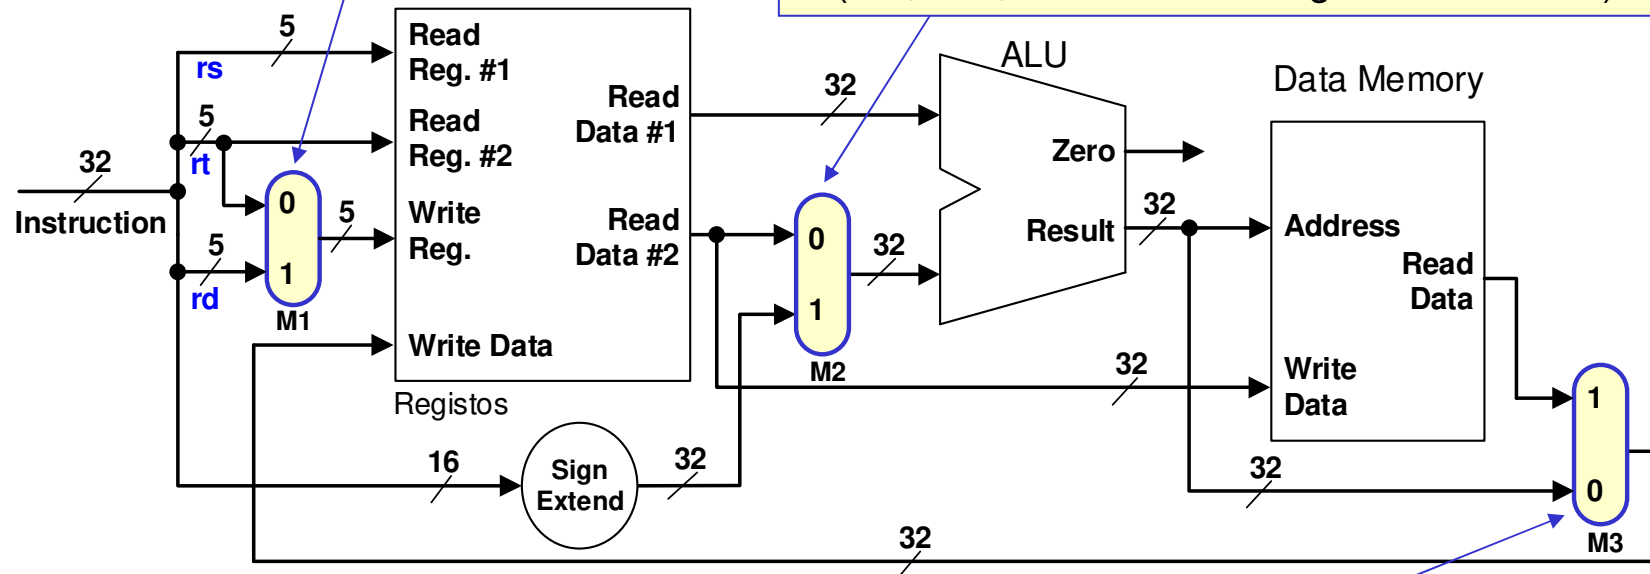 5
rs
5
rt
32
Instruction
5
rd
0
1
M1
5
Read
Reg. #1
Read
Reg. #2
Write
Reg.
Write Data
Read
Data #1
Read
Data #2
Registos
16
Sign
Extend
32
32
0
1
M2
32
ALU
Zero
Result
32
32
Data Memory
Address
Read
Data
Write
Data
32
1
0
M3
32